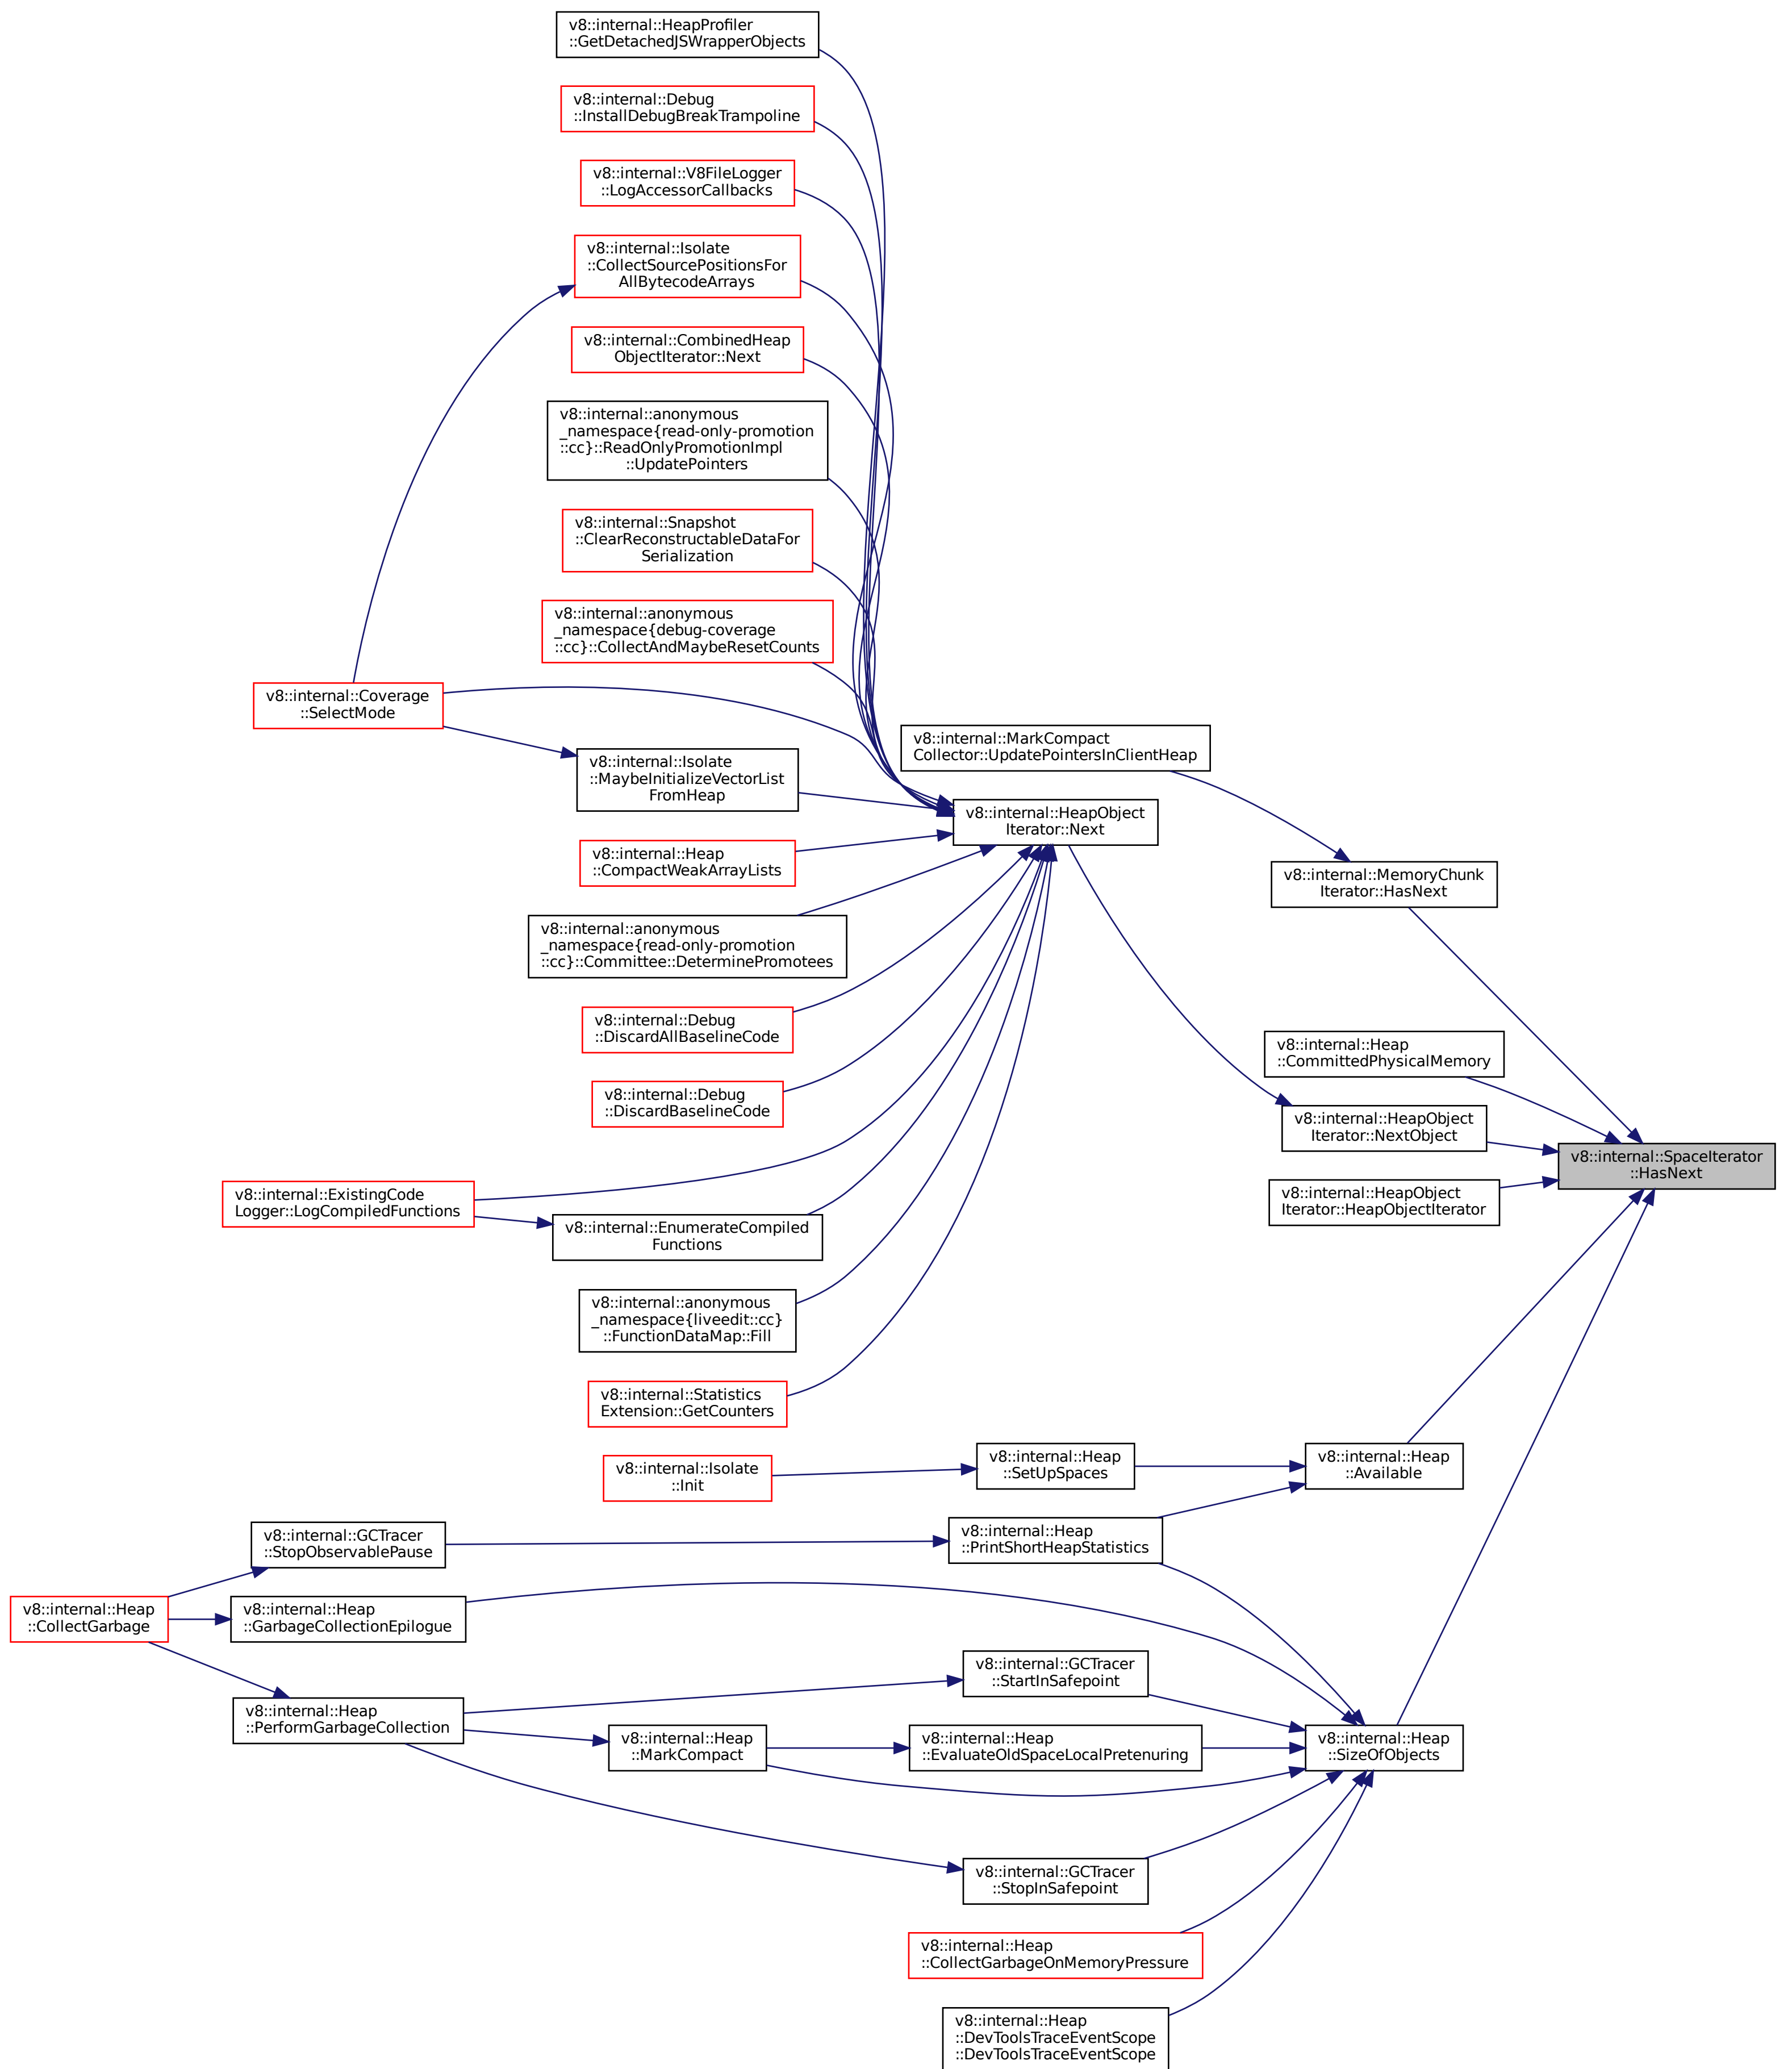 v8::internal::HeapProfiler
::GetDetachedJSWrapperObjects
v8::internal::Debug
::InstallDebugBreakTrampoline
v8::internal::V8FileLogger
::LogAccessorCallbacks
v8::internal::Isolate
::CollectSourcePositionsFor
AllBytecodeArrays
v8::internal::CombinedHeap
ObjectIterator::Next
v8::internal::anonymous
_namespace{read-only-promotion
::cc}::ReadOnlyPromotionImpl
::UpdatePointers
v8::internal::Snapshot
::ClearReconstructableDataFor
Serialization
v8::internal::anonymous
_namespace{debug-coverage
::cc}::CollectAndMaybeResetCounts
v8::internal::Coverage
::SelectMode
v8::internal::MarkCompact
Collector::UpdatePointersInClientHeap
v8::internal::Isolate
::MaybeInitializeVectorList
FromHeap
v8::internal::HeapObject
Iterator::Next
v8::internal::Heap
::CompactWeakArrayLists
v8::internal::MemoryChunk
Iterator::HasNext
v8::internal::anonymous
_namespace{read-only-promotion
::cc}::Committee::DeterminePromotees
v8::internal::Debug
::DiscardAllBaselineCode
v8::internal::Heap
::CommittedPhysicalMemory
v8::internal::Debug
::DiscardBaselineCode
v8::internal::HeapObject
Iterator::NextObject
v8::internal::SpaceIterator
::HasNext
v8::internal::ExistingCode
Logger::LogCompiledFunctions
v8::internal::HeapObject
Iterator::HeapObjectIterator
v8::internal::EnumerateCompiled
Functions
v8::internal::anonymous
_namespace{liveedit::cc}
::FunctionDataMap::Fill
v8::internal::Statistics
Extension::GetCounters
v8::internal::Isolate
::Init
v8::internal::Heap
::SetUpSpaces
v8::internal::Heap
::Available
v8::internal::GCTracer
::StopObservablePause
v8::internal::Heap
::PrintShortHeapStatistics
v8::internal::Heap
::CollectGarbage
v8::internal::Heap
::GarbageCollectionEpilogue
v8::internal::GCTracer
::StartInSafepoint
v8::internal::Heap
::PerformGarbageCollection
v8::internal::Heap
::MarkCompact
v8::internal::Heap
::EvaluateOldSpaceLocalPretenuring
v8::internal::Heap
::SizeOfObjects
v8::internal::GCTracer
::StopInSafepoint
v8::internal::Heap
::CollectGarbageOnMemoryPressure
v8::internal::Heap
::DevToolsTraceEventScope
::DevToolsTraceEventScope